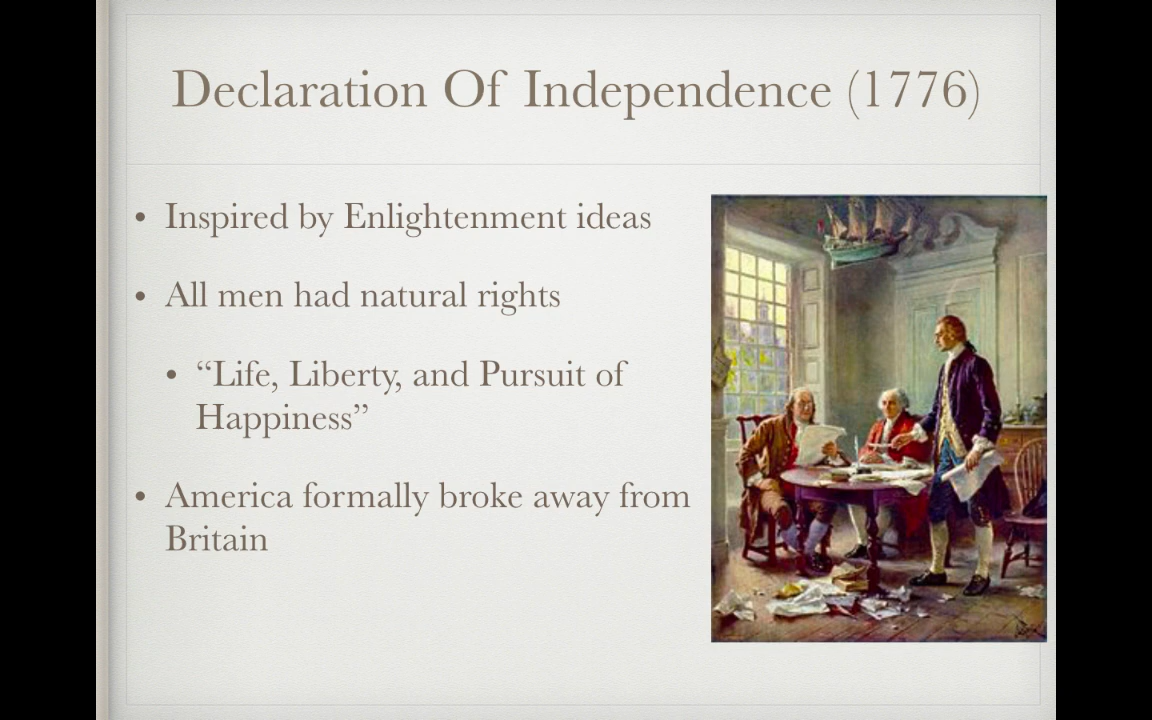 Declaration Of Independence (1776)
• Inspired by Enlightenment ideas
• All men had natural rights
• “Life, Liberty, and Pursuit of
Happiness”
• America formally broke away from
Britain